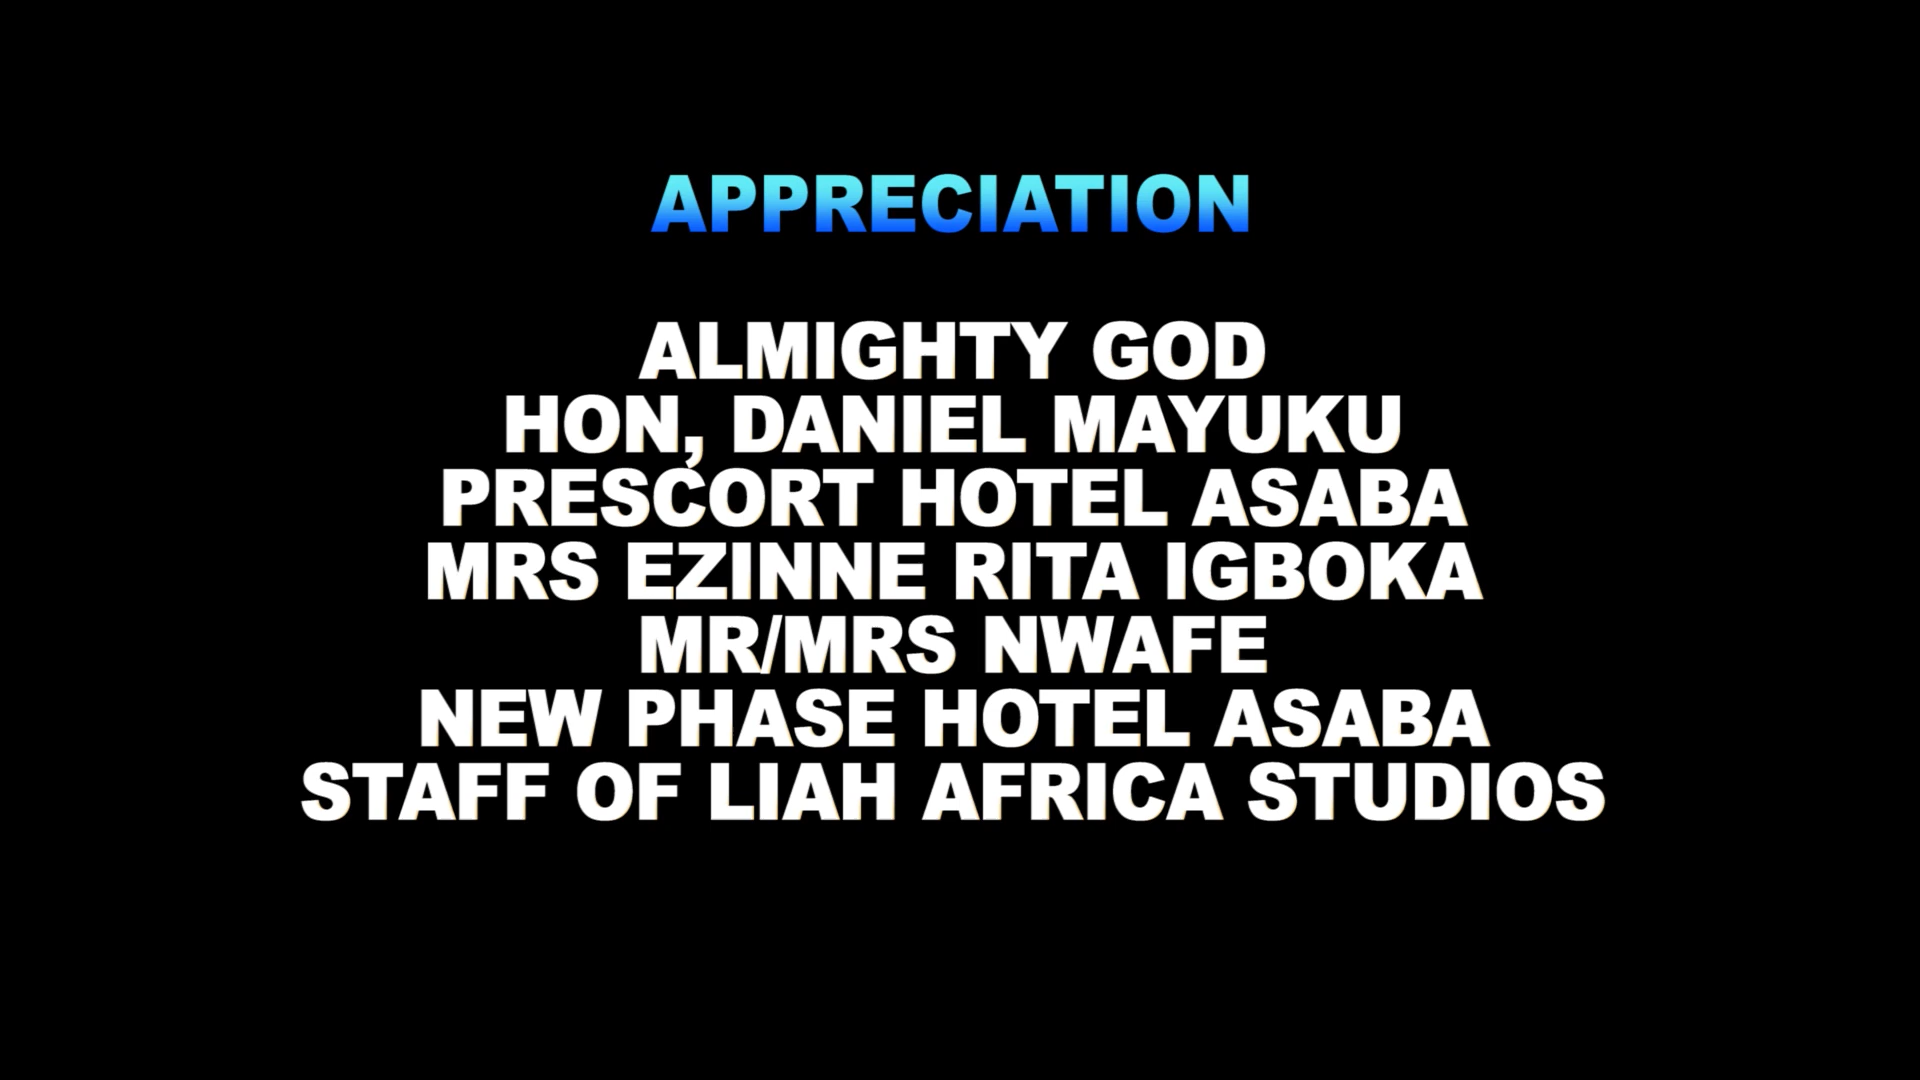 APPRECIATION
ALMIGHTY GOD
HON, DANIEL MAYUKU
PRESCORT HOTEL ASABA
MRS EZINNE RITA IGBOKA
MR/MRS NWAFE
NEW PHASE HOTEL ASABA
STAFF OF LIAH AFRICA STUDIOS